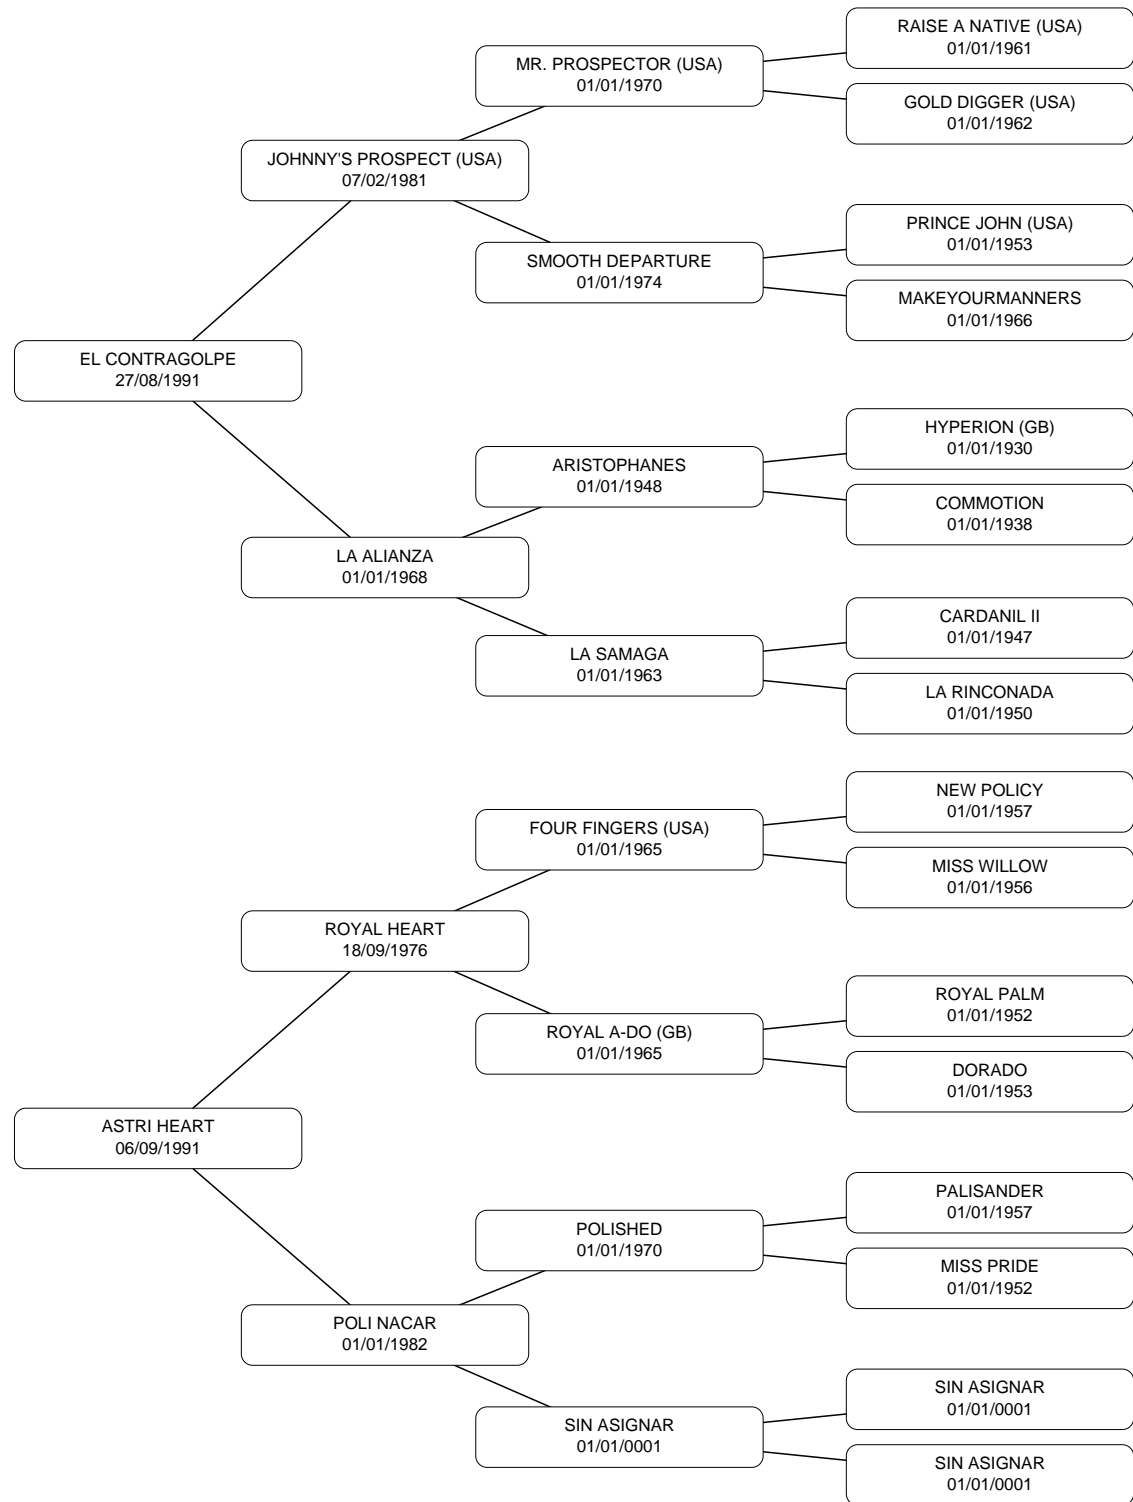 RAISE A NATIVE (USA)
01/01/1961
MR. PROSPECTOR (USA)
01/01/1970
GOLD DIGGER (USA)
01/01/1962
JOHNNY'S PROSPECT (USA)
07/02/1981
PRINCE JOHN (USA)
01/01/1953
SMOOTH DEPARTURE
01/01/1974
MAKEYOURMANNERS
01/01/1966
EL CONTRAGOLPE
27/08/1991
HYPERION (GB)
01/01/1930
ARISTOPHANES
01/01/1948
COMMOTION
01/01/1938
LA ALIANZA
01/01/1968
CARDANIL II
01/01/1947
LA SAMAGA
01/01/1963
LA RINCONADA
01/01/1950
NEW POLICY
01/01/1957
FOUR FINGERS (USA)
01/01/1965
MISS WILLOW
01/01/1956
ROYAL HEART
18/09/1976
ROYAL PALM
01/01/1952
ROYAL A-DO (GB)
01/01/1965
DORADO
01/01/1953
ASTRI HEART
06/09/1991
PALISANDER
01/01/1957
POLISHED
01/01/1970
MISS PRIDE
01/01/1952
POLI NACAR
01/01/1982
SIN ASIGNAR
01/01/0001
SIN ASIGNAR
01/01/0001
SIN ASIGNAR
01/01/0001